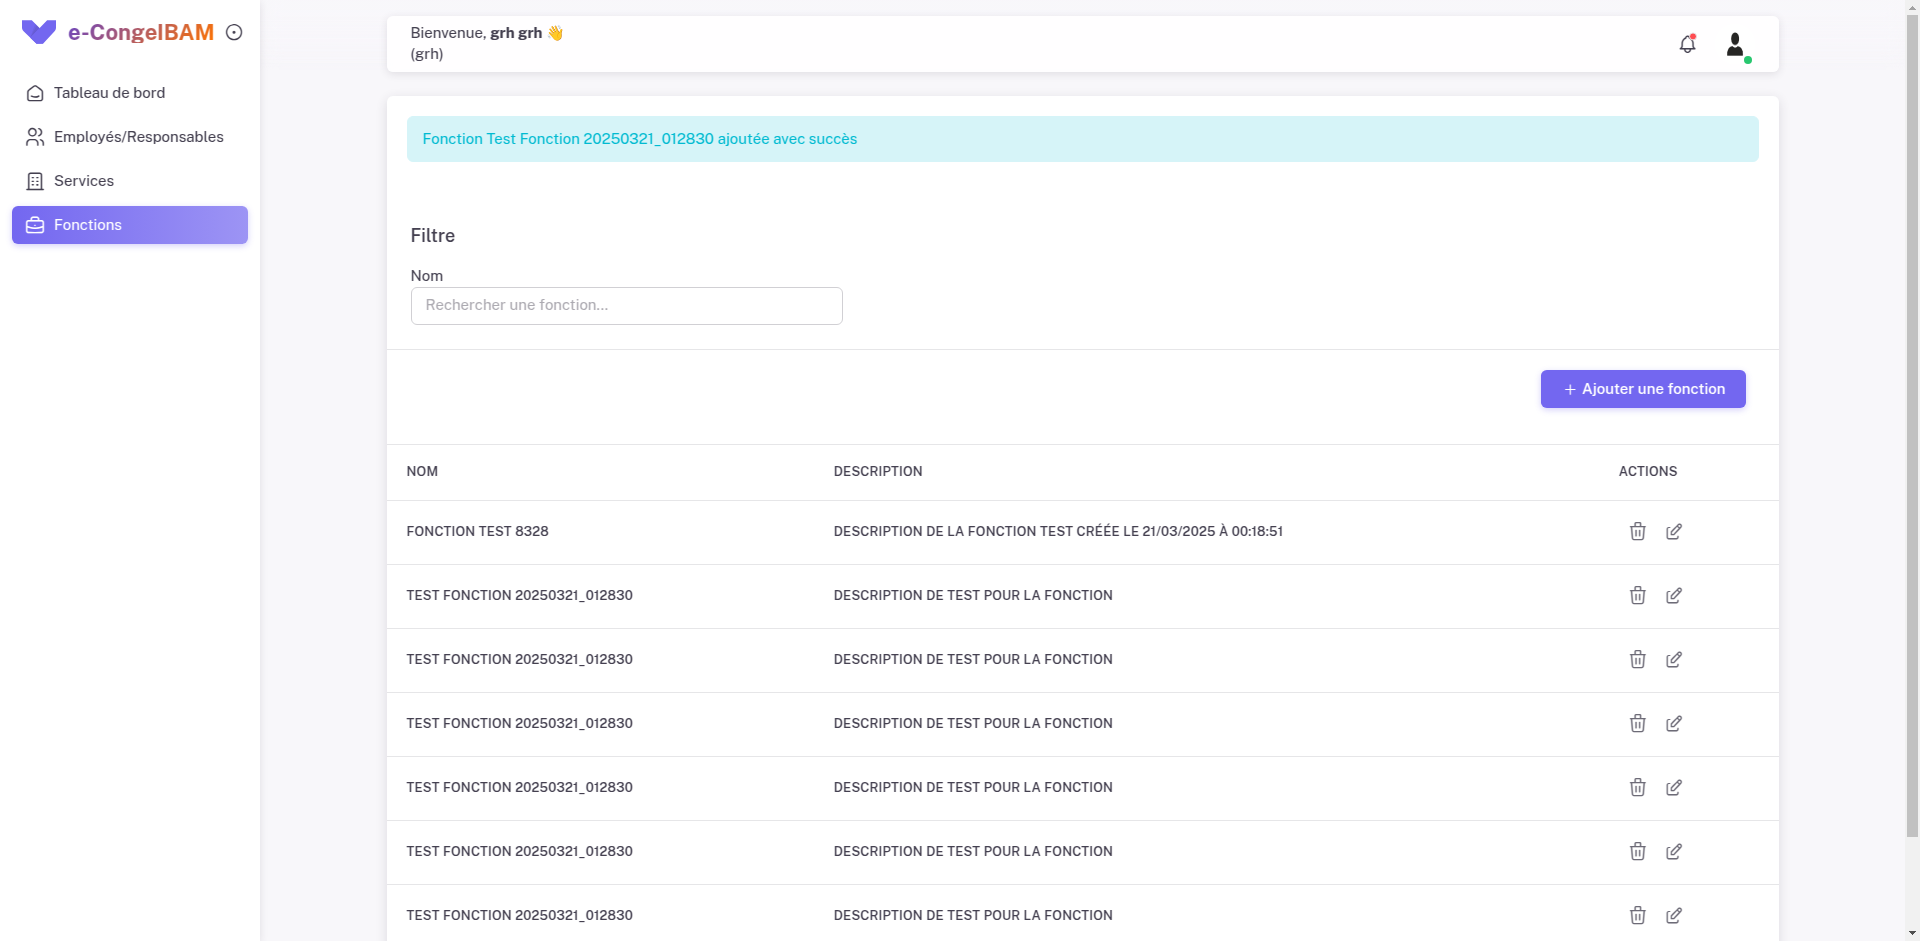 e-CongelBAM
Tableau de bord
Employés/Responsables
Services
Fonctions
Bienvenue, grh grh 👋
(grh)
Fonction Test Fonction 20250321_012830 ajoutée avec succès
Filtre
Nom
Rechercher une fonction...
+ Ajouter une fonction
NOM DESCRIPTION ACTIONS
FONCTION TEST 8328 DESCRIPTION DE LA FONCTION TEST CRÉÉE LE 21/03/2025 À 00:18:51
TEST FONCTION 20250321_012830 DESCRIPTION DE TEST POUR LA FONCTION
TEST FONCTION 20250321_012830 DESCRIPTION DE TEST POUR LA FONCTION
TEST FONCTION 20250321_012830 DESCRIPTION DE TEST POUR LA FONCTION
TEST FONCTION 20250321_012830 DESCRIPTION DE TEST POUR LA FONCTION
TEST FONCTION 20250321_012830 DESCRIPTION DE TEST POUR LA FONCTION
TEST FONCTION 20250321_012830 DESCRIPTION DE TEST POUR LA FONCTION